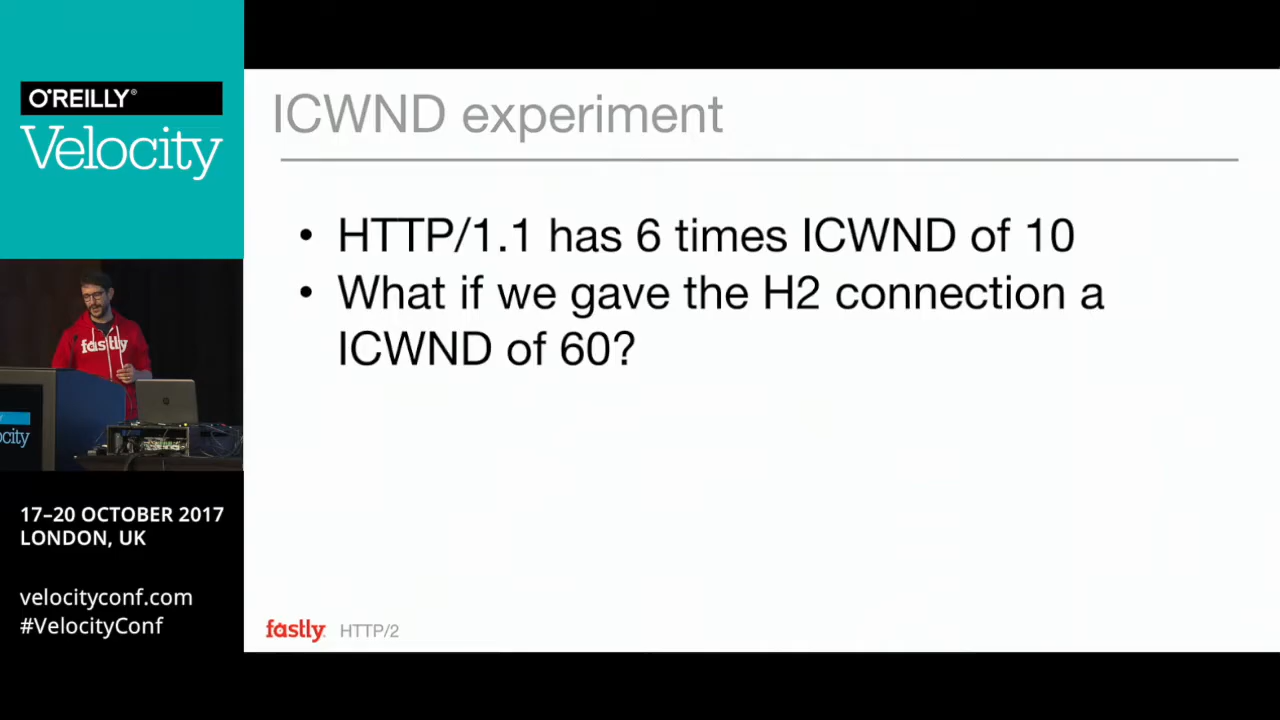 O'REILLY®
Velocity
ICWND experiment
• HTTP/1.1 has 6 times ICWND of 10
• What if we gave the H2 connection a
ICWND of 60?
fastly
ocity
17–20 OCTOBER 2017
LONDON, UK
velocityconf.com
#VelocityConf
fastly HTTP/2